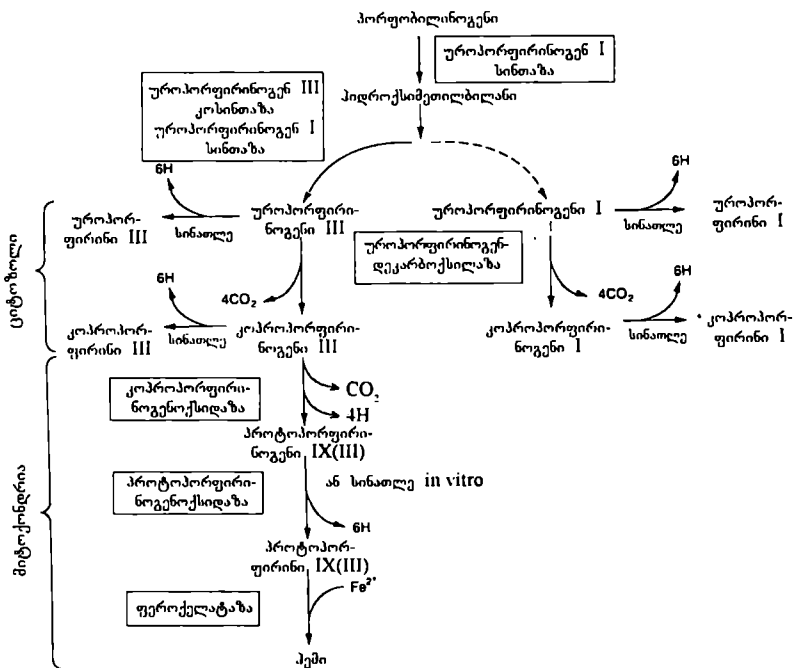 პორფობილინოგენი
უროპორფირინოგენ I
სინთაზა
უროპორფირინოგენ III
კოსინთაზა
უროპორფირინოგენ I
სინთაზა
ჰიდროქსიმეთილბილანი
6H
6H
უროპორ-
ფირინი III
სინათლე
უროპორფირი-
ნოგენი III
უროპორფირინოგენი I
სინათლე
უროპორ-
ფირინი I
უროპორფირინოგენ-
დეკარბოქსილაზა
ციტოზოლი
6H
4CO₂
4CO₂
6H
კოპროპორ-
ფირინი III
სინათლე
კოპროპორფირი-
ნოგენი III
კოპროპორფირი-
ნოგენი I
სინათლე
კოპროპორ-
ფირინი I
კოპროპორფირი-
ნოგენოქსიდაზა
CO₂
4H
პროტოპორფირი-
ნოგენი IX(III)
მიტოქონდრია
პროტოპორფირი-
ნოგენოქსიდაზა
ან სინათლე in vitro
6H
პროტოპორ-
ფირინი IX(III)
Fe²⁺
ფეროქელატაზა
ჰემი